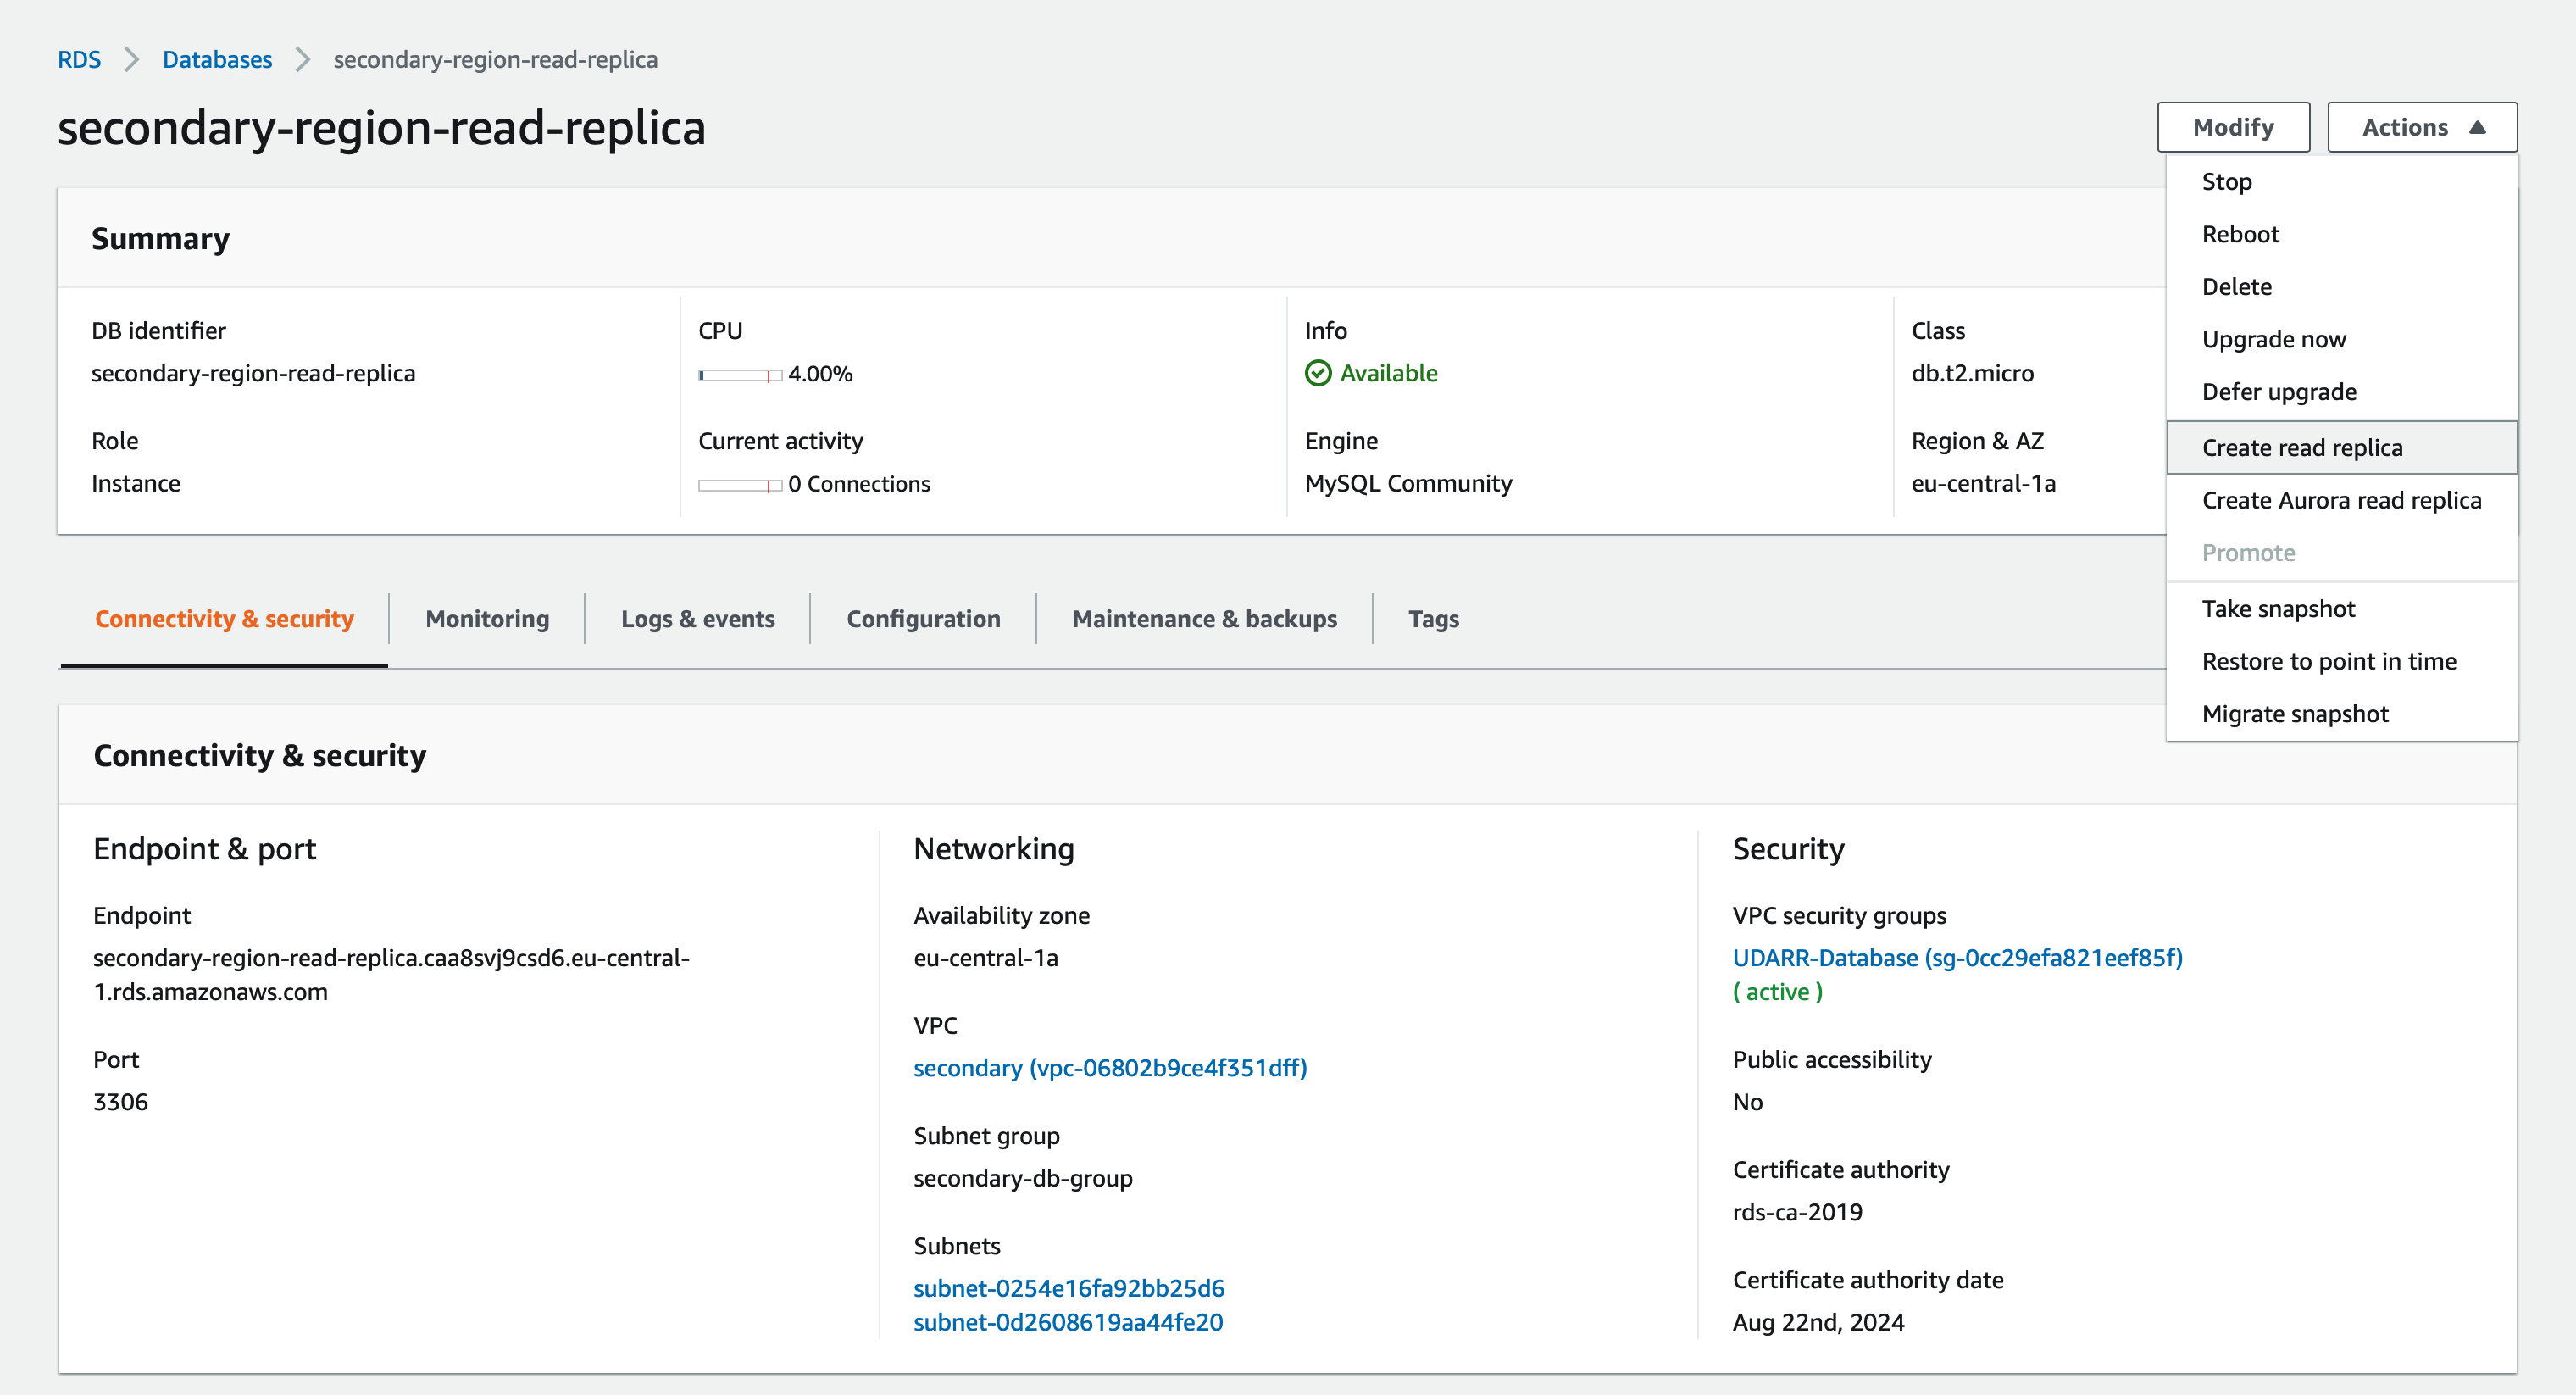 RDS > Databases > secondary-region-read-replica
secondary-region-read-replica
Modify
Actions
Stop
Reboot
Delete
Upgrade now
Defer upgrade
Create read replica
Create Aurora read replica
Promote
Take snapshot
Restore to point in time
Migrate snapshot
Summary
DB identifier
secondary-region-read-replica
CPU
4.00%
Info
Available
Class
db.t2.micro
Role
Instance
Current activity
0 Connections
Engine
MySQL Community
Region & AZ
eu-central-1a
Connectivity & security
Monitoring
Logs & events
Configuration
Maintenance & backups
Tags
Connectivity & security
Endpoint & port
Endpoint
secondary-region-read-replica.caa8svj9csd6.eu-central-
1.rds.amazonaws.com
Port
3306
Networking
Availability zone
eu-central-1a
VPC
secondary (vpc-06802b9ce4f351dff)
Subnet group
secondary-db-group
Subnets
subnet-0254e16fa92bb25d6
subnet-0d2608619aa44fe20
Security
VPC security groups
UDARR-Database (sg-0cc29efa821eef85f)
( active )
Public accessibility
No
Certificate authority
rds-ca-2019
Certificate authority date
Aug 22nd, 2024